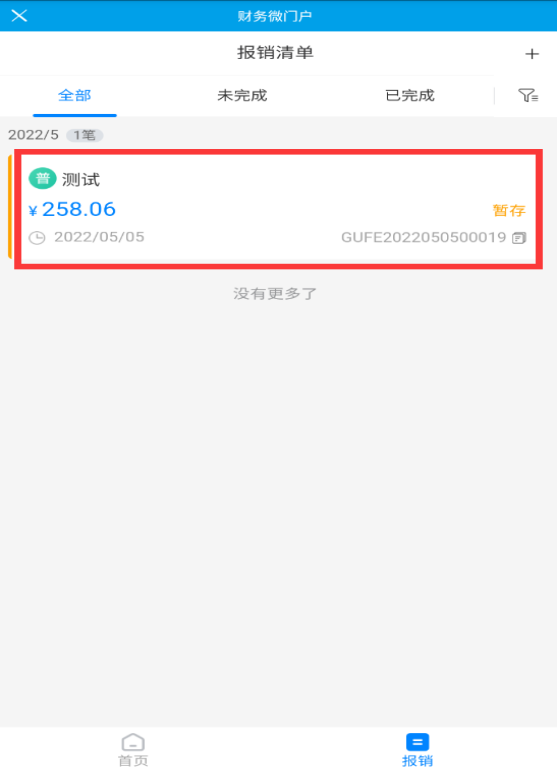 财务微门户
报销清单 +
全部 未完成 已完成
2022/5 1笔
普 测试
¥ 258.06 暂存
2022/05/05 GUFE2022050500019
没有更多了
首页 报销